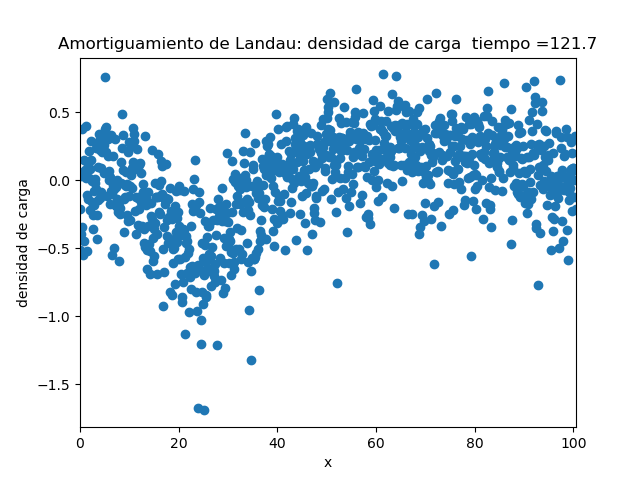 Amortiguamiento de Landau: densidad de carga  tiempo =121.7
densidad de carga
0.5
0.0
−0.5
−1.0
−1.5
0 20 40 60 80 100
x